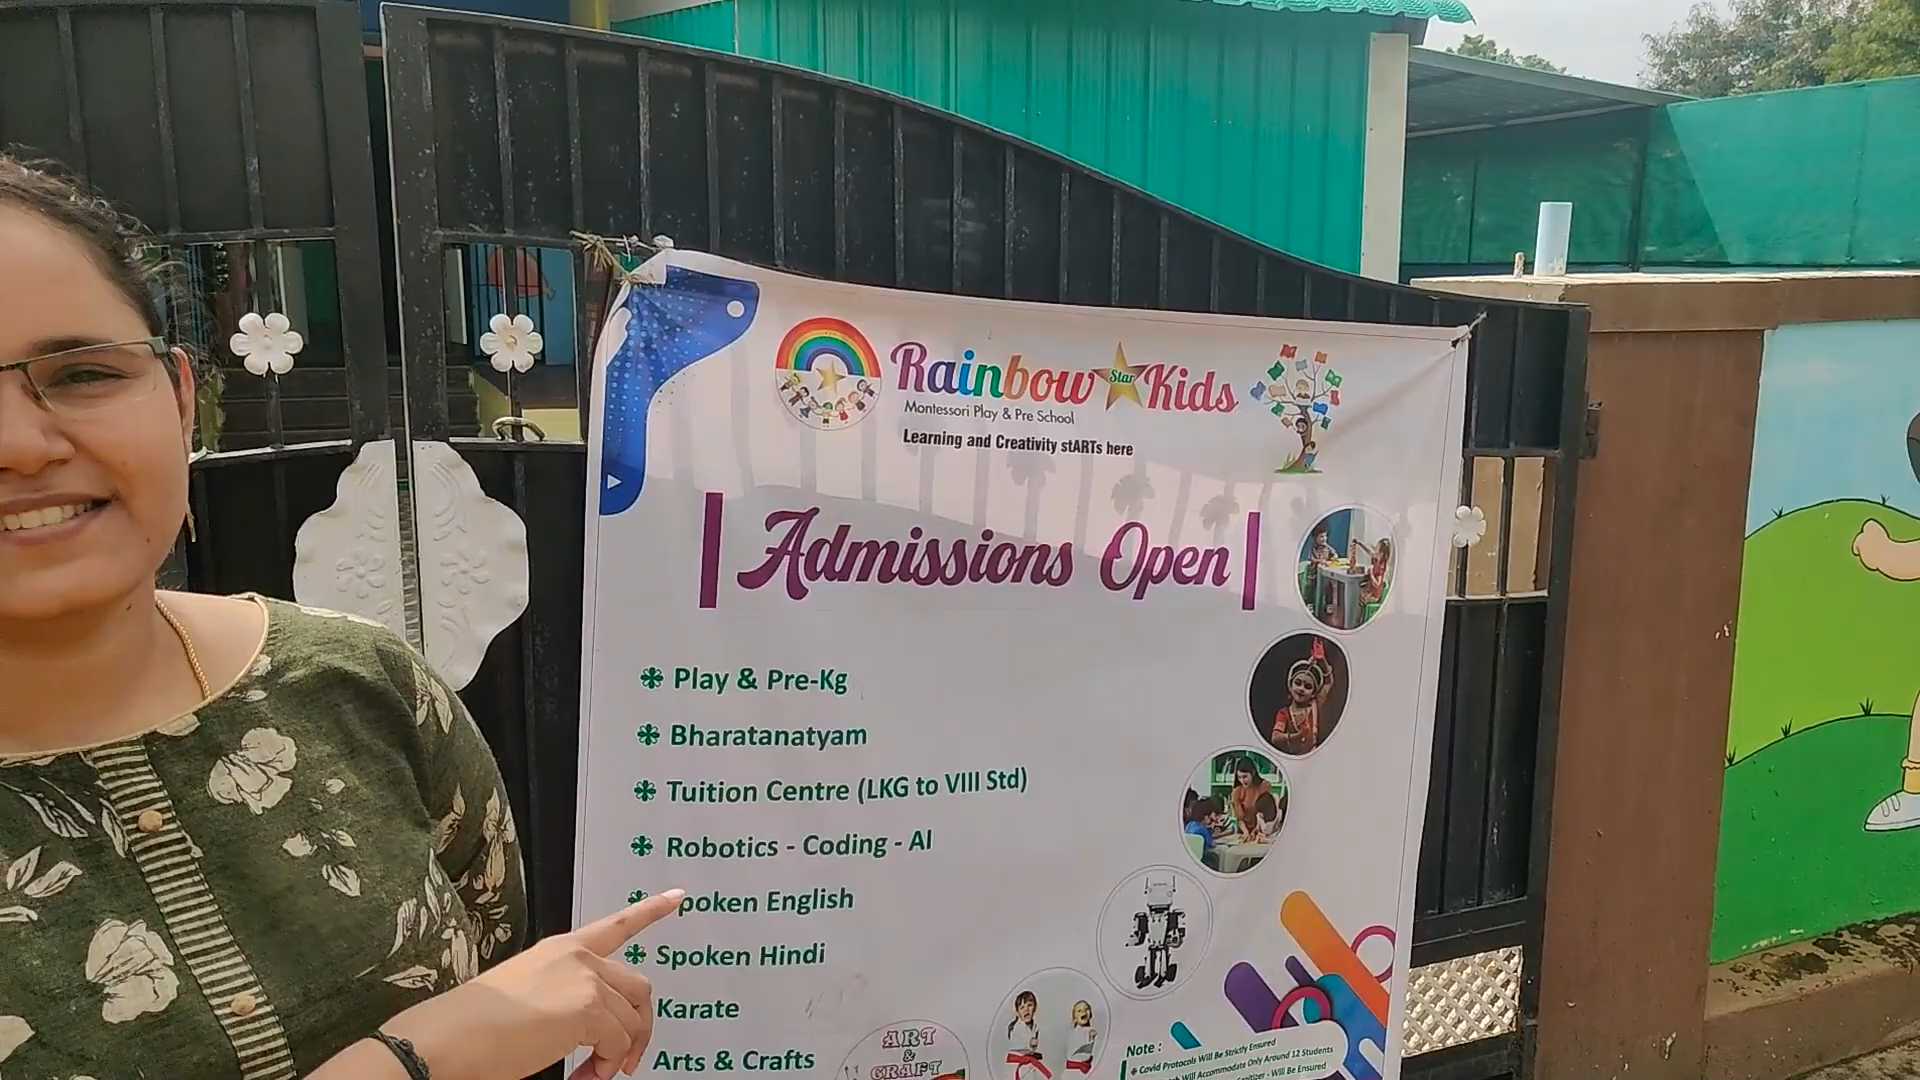 Rainbow Star Kids
Montessori Play & Pre School
Learning and Creativity stARTs here
Admissions Open
Play & Pre-Kg
Bharatanatyam
Tuition Centre (LKG to VIII Std)
Robotics - Coding - AI
Spoken English
Spoken Hindi
Karate
Arts & Crafts
ART
&
CRAFT
Note :
Covid Protocols Will Be Strictly Ensured
Will Accommodate Only Around 12 Students
- Will Be Ensured